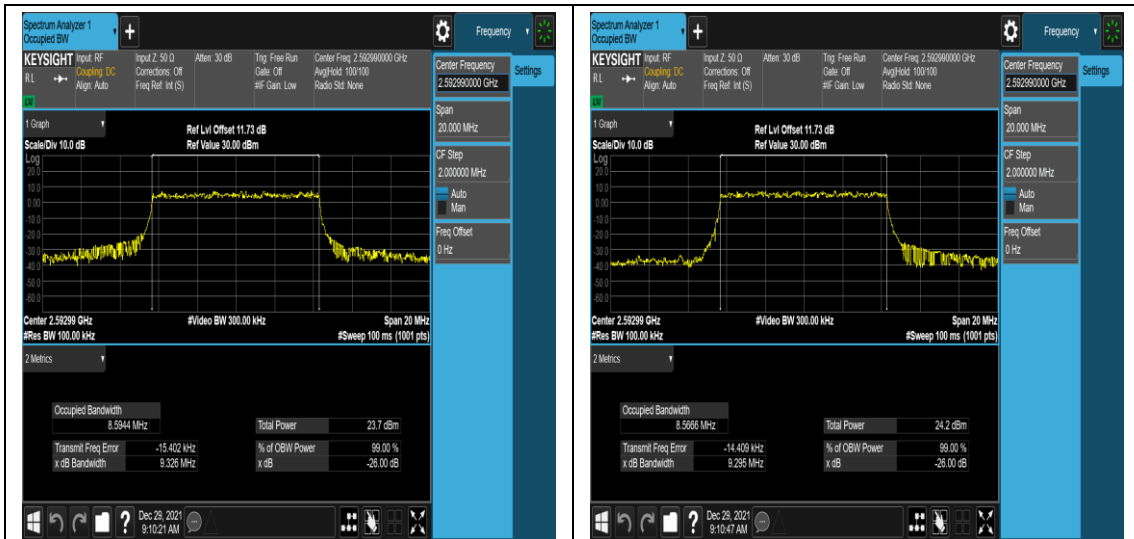 Spectrum Analyzer 1
Occupied BW
+
Frequency
KEYSIGHT
Input: RF
Input Z: 50 Ω
Atten: 30 dB
Trig: Free Run
Center Freq: 2.592990000 GHz
R L
Coupling: DC
Corrections: Off
Gate: Off
Avg|Hold: 100/100
Align: Auto
Freq Ref: Int (S)
#IF Gain: Low
Radio Std: None
Center Frequency
2.592990000 GHz
Settings
Span
20.000 MHz
CF Step
2.000000 MHz
Auto
Man
Freq Offset
0 Hz
1 Graph
Ref Lvl Offset 11.73 dB
Scale/Div 10.0 dB
Ref Value 30.00 dBm
Log
20.0
10.0
0.00
-10.0
-20.0
-30.0
-40.0
-50.0
-60.0
Center 2.59299 GHz
#Video BW 300.00 kHz
Span 20 MHz
#Res BW 100.00 kHz
#Sweep 100 ms (1001 pts)
2 Metrics
Occupied Bandwidth
8.5944 MHz
Total Power 23.7 dBm
Transmit Freq Error -15.402 kHz
% of OBW Power 99.00 %
x dB Bandwidth 9.326 MHz
x dB -26.00 dB
?
Dec 29, 2021
9:10:21 AM
Spectrum Analyzer 1
Occupied BW
+
Frequency
KEYSIGHT
Input: RF
Input Z: 50 Ω
Atten: 30 dB
Trig: Free Run
Center Freq: 2.592990000 GHz
R L
Coupling: DC
Corrections: Off
Gate: Off
Avg|Hold: 100/100
Align: Auto
Freq Ref: Int (S)
#IF Gain: Low
Radio Std: None
Center Frequency
2.592990000 GHz
Settings
Span
20.000 MHz
CF Step
2.000000 MHz
Auto
Man
Freq Offset
0 Hz
1 Graph
Ref Lvl Offset 11.73 dB
Scale/Div 10.0 dB
Ref Value 30.00 dBm
Log
20.0
10.0
0.00
-10.0
-20.0
-30.0
-40.0
-50.0
-60.0
Center 2.59299 GHz
#Video BW 300.00 kHz
Span 20 MHz
#Res BW 100.00 kHz
#Sweep 100 ms (1001 pts)
2 Metrics
Occupied Bandwidth
8.5666 MHz
Total Power 24.2 dBm
Transmit Freq Error -14.409 kHz
% of OBW Power 99.00 %
x dB Bandwidth 9.295 MHz
x dB -26.00 dB
?
Dec 29, 2021
9:10:47 AM